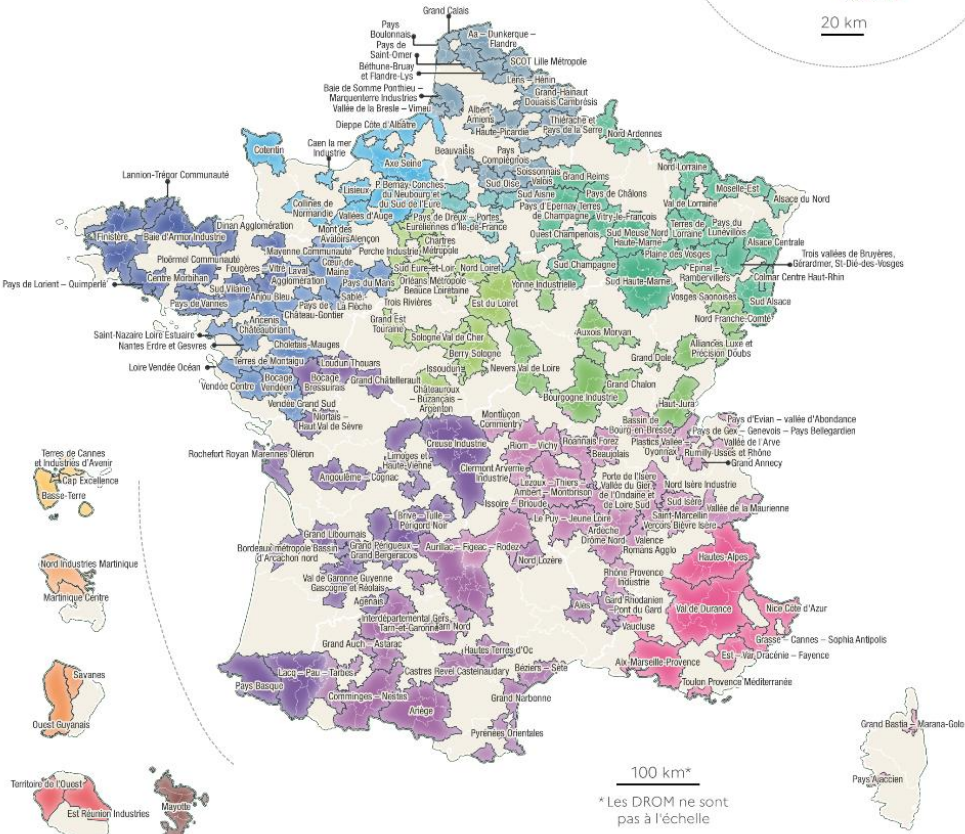 20 km
Grand Calais
Pays
Boulonnais
Pays de
Saint-Omer
Béthune-Bruay
et Flandre-Lys
Aa – Dunkerque –
Flandre
SCOT Lille Métropole
Lens – Hénin
Baie de Somme Ponthieu –
Marquenterre Industries
Vallée de la Bresle – Vimeu
Grand-Hainaut
Douaisis Cambrésis
Albert-
Amiens
Thiérache et
Pays de la Serre
Haute-Picardie
Nord Ardennes
Dieppe Côte d'Albâtre
Caen la mer
Industrie
Cotentin
Axe Seine
Beauvaisis
Pays
Compiégnois
Soissonnais
Valois
Sud Oise
Sud Aisne
Grand Reims
Nord-Lorraine
Moselle-Est
Alsace du Nord
Lannion-Trégor Communauté
Lisieux
P. Bernay, Conches,
du Neubourg et
du Sud de l'Eure
Collines de
Normandie
Vallées d'Auge
Pays de Châlons
Val de Lorraine
Pays d'Epernay Terres
de Champagne
Vitry-le-François
Terres de
Lorraine
Pays du
Lunévillois
Pays de Dreux – Portes
Euréliennes d'Île-de-France
Finistère
Baie d'Armor Industrie
Dinan Agglomération
Mont des
Avaloirs
Alençon
Mayenne Communauté
Perche Industrie
Chartres
Métropole
Ouest Champenois
Sud Meuse Nord
Haute-Marne
Plaine des Vosges
Alsace Centrale
Trois vallées de Bruyères,
Gérardmer, St-Dié-des-Vosges
Ploërmel Communauté
Centre Morbihan
Fougères – Vitré
Laval
Agglomération
Cœur de
Maine
Sud Eure-et-Loir
Nord Loiret
Sud Champagne
Epinal –
Rambervillers
Colmar Centre Haut-Rhin
Pays de Lorient – Quimperlé
Sud Vilaine
Pays du Mans
Orléans Métropole
Beauce Loirétaine
Yonne Industrielle
Sud Haute-Marne
Vosges Saônoises
Sud Alsace
Pays de Vannes
Anjou Bleu
Château-Gontier
Pays de
La Flèche
Sablé
Trois Rivières
Est du Loiret
Nord Franche-Comté
Ancenis
Châteaubriant
Saint-Nazaire Loire Estuaire
Nantes Erdre et Gesvres
Grand Est
Touraine
Sologne Val de Cher
Auxois Morvan
Alliances Luxe et
Précision Doubs
Choletais-Mauges
Berry Sologne
Grand Dole
Loire Vendée Océan
Terres de Montaigu
Loudun Thouars
Issoudun
Nevers Val de Loire
Vendée Centre
Bocage
Vendéen
Bocage
Bressuirais
Grand Châtellerault
Châteauroux
– Buzançais –
Argenton
Bourgogne Industrie
Grand Chalon
Haut-Jura
Vendée Grand Sud
Niortais –
Haut Val de Sèvre
Montluçon
Commentry
Bassin de
Bourg-en-Bresse
Pays d'Evian – vallée d'Abondance
Pays de Gex – Genevois – Pays Bellegardien
Vallée de l'Arve
Rumilly-Usses et Rhône
Grand Annecy
Plastics Vallée –
Oyonnax
Rochefort Royan Marennes Oléron
Creuse Industrie
Riom – Vichy
Roannais Forez
Beaujolais
Limoges et
Haute-Vienne
Clermont Arverne
Industrie
Angoulême – Cognac
Lezoux – Thiers
Ambert – Montbrison
Porte de l'Isère
Vallée du Gier
de l'Ondaine et
de Loire Sud
Nord Isère Industrie
Issoire – Brioude
Sud Isère
Vallée de la Maurienne
Brive – Tulle –
Périgord Noir
Le Puy – Jeune Loire
Saint-Marcellin
Vercors Bièvre Isère
Grand Libournais
Bordeaux métropole Bassin
d'Arcachon nord
Grand Périgueux –
Grand Bergeracois
Aurillac – Figeac – Rodez
Ardèche
Drôme Nord
Valence
Romans Agglo
Nord Lozère
Hautes-Alpes
Val de Garonne Guyenne
Gascogne et Réolais
Agenais
Rhône Provence
Industrie
Alès
Gard Rhodanien
– Pont du Gard
Val de Durance
Nice Côte d'Azur
Interdépartemental Gers,
Tarn-et-Garonne
Tarn Nord
Vaucluse
Grasse – Cannes – Sophia Antipolis
Grand Auch – Astarac
Hautes Terres d'Oc
Est – Var Dracénie – Fayence
Lacq – Pau – Tarbes
Castres Revel Castelnaudary
Béziers – Sète
Aix-Marseille-Provence
Toulon Provence Méditerranée
Pays Basque
Comminges – Nestes
Grand Narbonne
Ariège
Pyrénées Orientales
Terres de Cannes
et Industries d'Avenir
Cap Excellence
Basse-Terre
Nord Industries Martinique
Martinique Centre
Savanes
Ouest Guyanais
Territoire de l'Ouest
Est Réunion Industries
Mayotte
Grand Bastia – Marana-Golo
Pays Ajaccien
100 km*
* Les DROM ne sont
pas à l'échelle